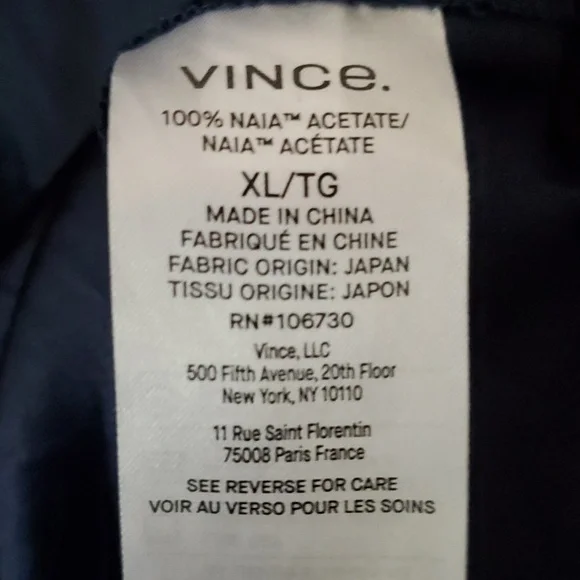 VINCe.
100% NAIA™ ACETATE/
NAIA™ ACÉTATE
XL/TG
MADE IN CHINA
FABRIQUÉ EN CHINE
FABRIC ORIGIN: JAPAN
TISSU ORIGINE: JAPON
RN#106730
Vince, LLC
500 Fifth Avenue, 20th Floor
New York, NY 10110
11 Rue Saint Florentin
75008 Paris France
SEE REVERSE FOR CARE
VOIR AU VERSO POUR LES SOINS